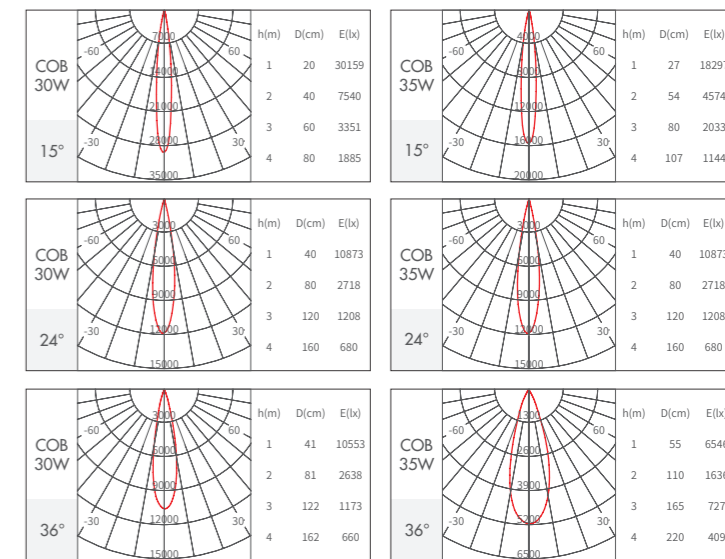 COB
30W
15°
-60
60
-30
30
7000
14000
21000
28000
35000
h(m) D(cm) E(lx)
1 20 30159
2 40 7540
3 60 3351
4 80 1885
COB
35W
15°
-60
60
-30
30
4000
8000
12000
16000
20000
h(m) D(cm) E(lx)
1 27 18297
2 54 4574
3 80 2033
4 107 1144
COB
30W
24°
-60
60
-30
30
3000
6000
9000
12000
15000
h(m) D(cm) E(lx)
1 40 10873
2 80 2718
3 120 1208
4 160 680
COB
35W
24°
-60
60
-30
30
3000
6000
9000
12000
15000
h(m) D(cm) E(lx)
1 40 10873
2 80 2718
3 120 1208
4 160 680
COB
30W
36°
-60
60
-30
30
3000
6000
9000
12000
15000
h(m) D(cm) E(lx)
1 41 10553
2 81 2638
3 122 1173
4 162 660
COB
35W
36°
-60
60
-30
30
1300
2600
3900
5200
6500
h(m) D(cm) E(lx)
1 55 6546
2 110 1636
3 165 727
4 220 409